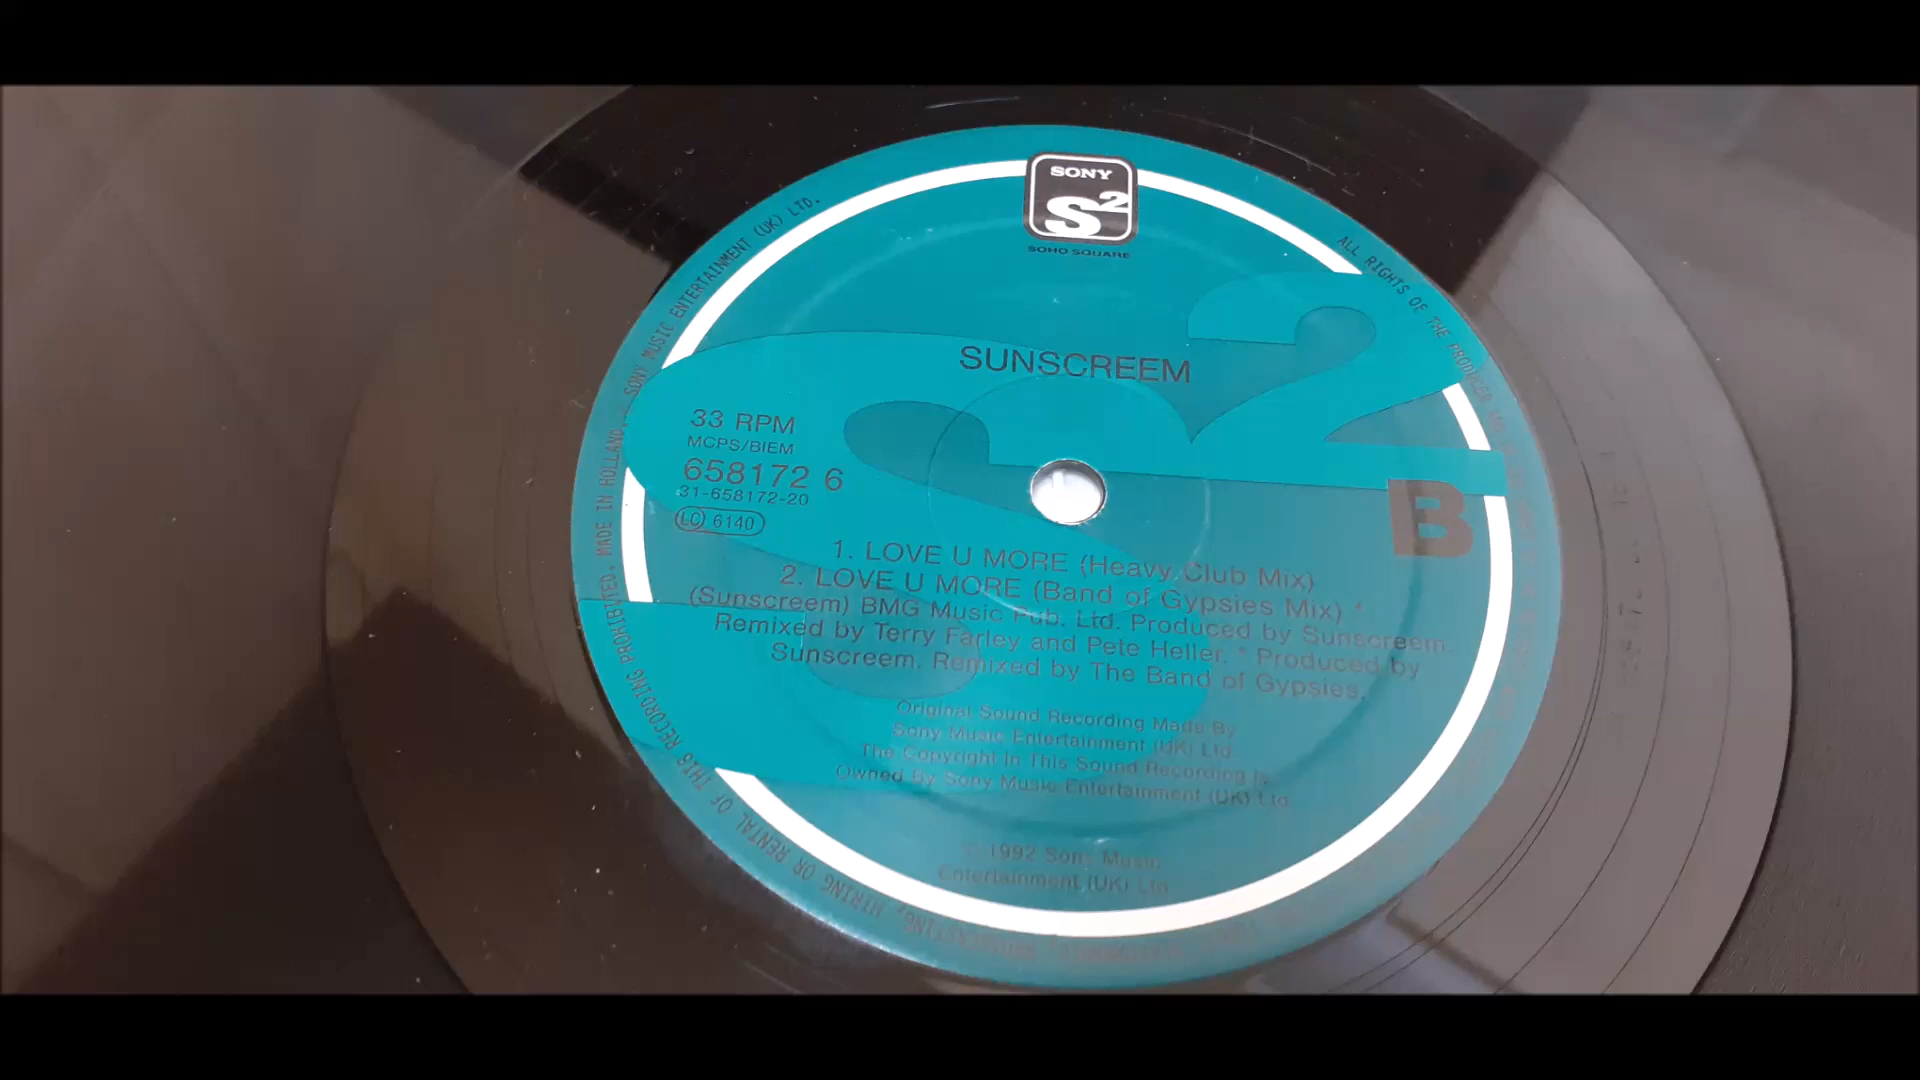 SONY
S2
SOHO SQUARE
SUNSCREEM
33 RPM
MCPS/BIEM
658172 6
31-658172-20
LC 6140
B
1. LOVE U MORE (Heavy Club Mix)
2. LOVE U MORE (Band of Gypsies Mix) *
(Sunscreem) BMG Music Pub. Ltd. Produced by Sunscreem.
Remixed by Terry Farley and Pete Heller. * Produced by
Sunscreem. Remixed by The Band of Gypsies.
Original Sound Recording Made By
Sony Music Entertainment (UK) Ltd.
The Copyright In This Sound Recording Is
Owned By Sony Music Entertainment (UK) Ltd.
1992 Sony Music
Entertainment (UK) Ltd.
ALL RIGHTS OF THE PRODUCER
HIRING OR RENTAL OF THIS RECORDING PROHIBITED. MADE IN HOLLAND. SONY MUSIC ENTERTAINMENT (UK) LTD.